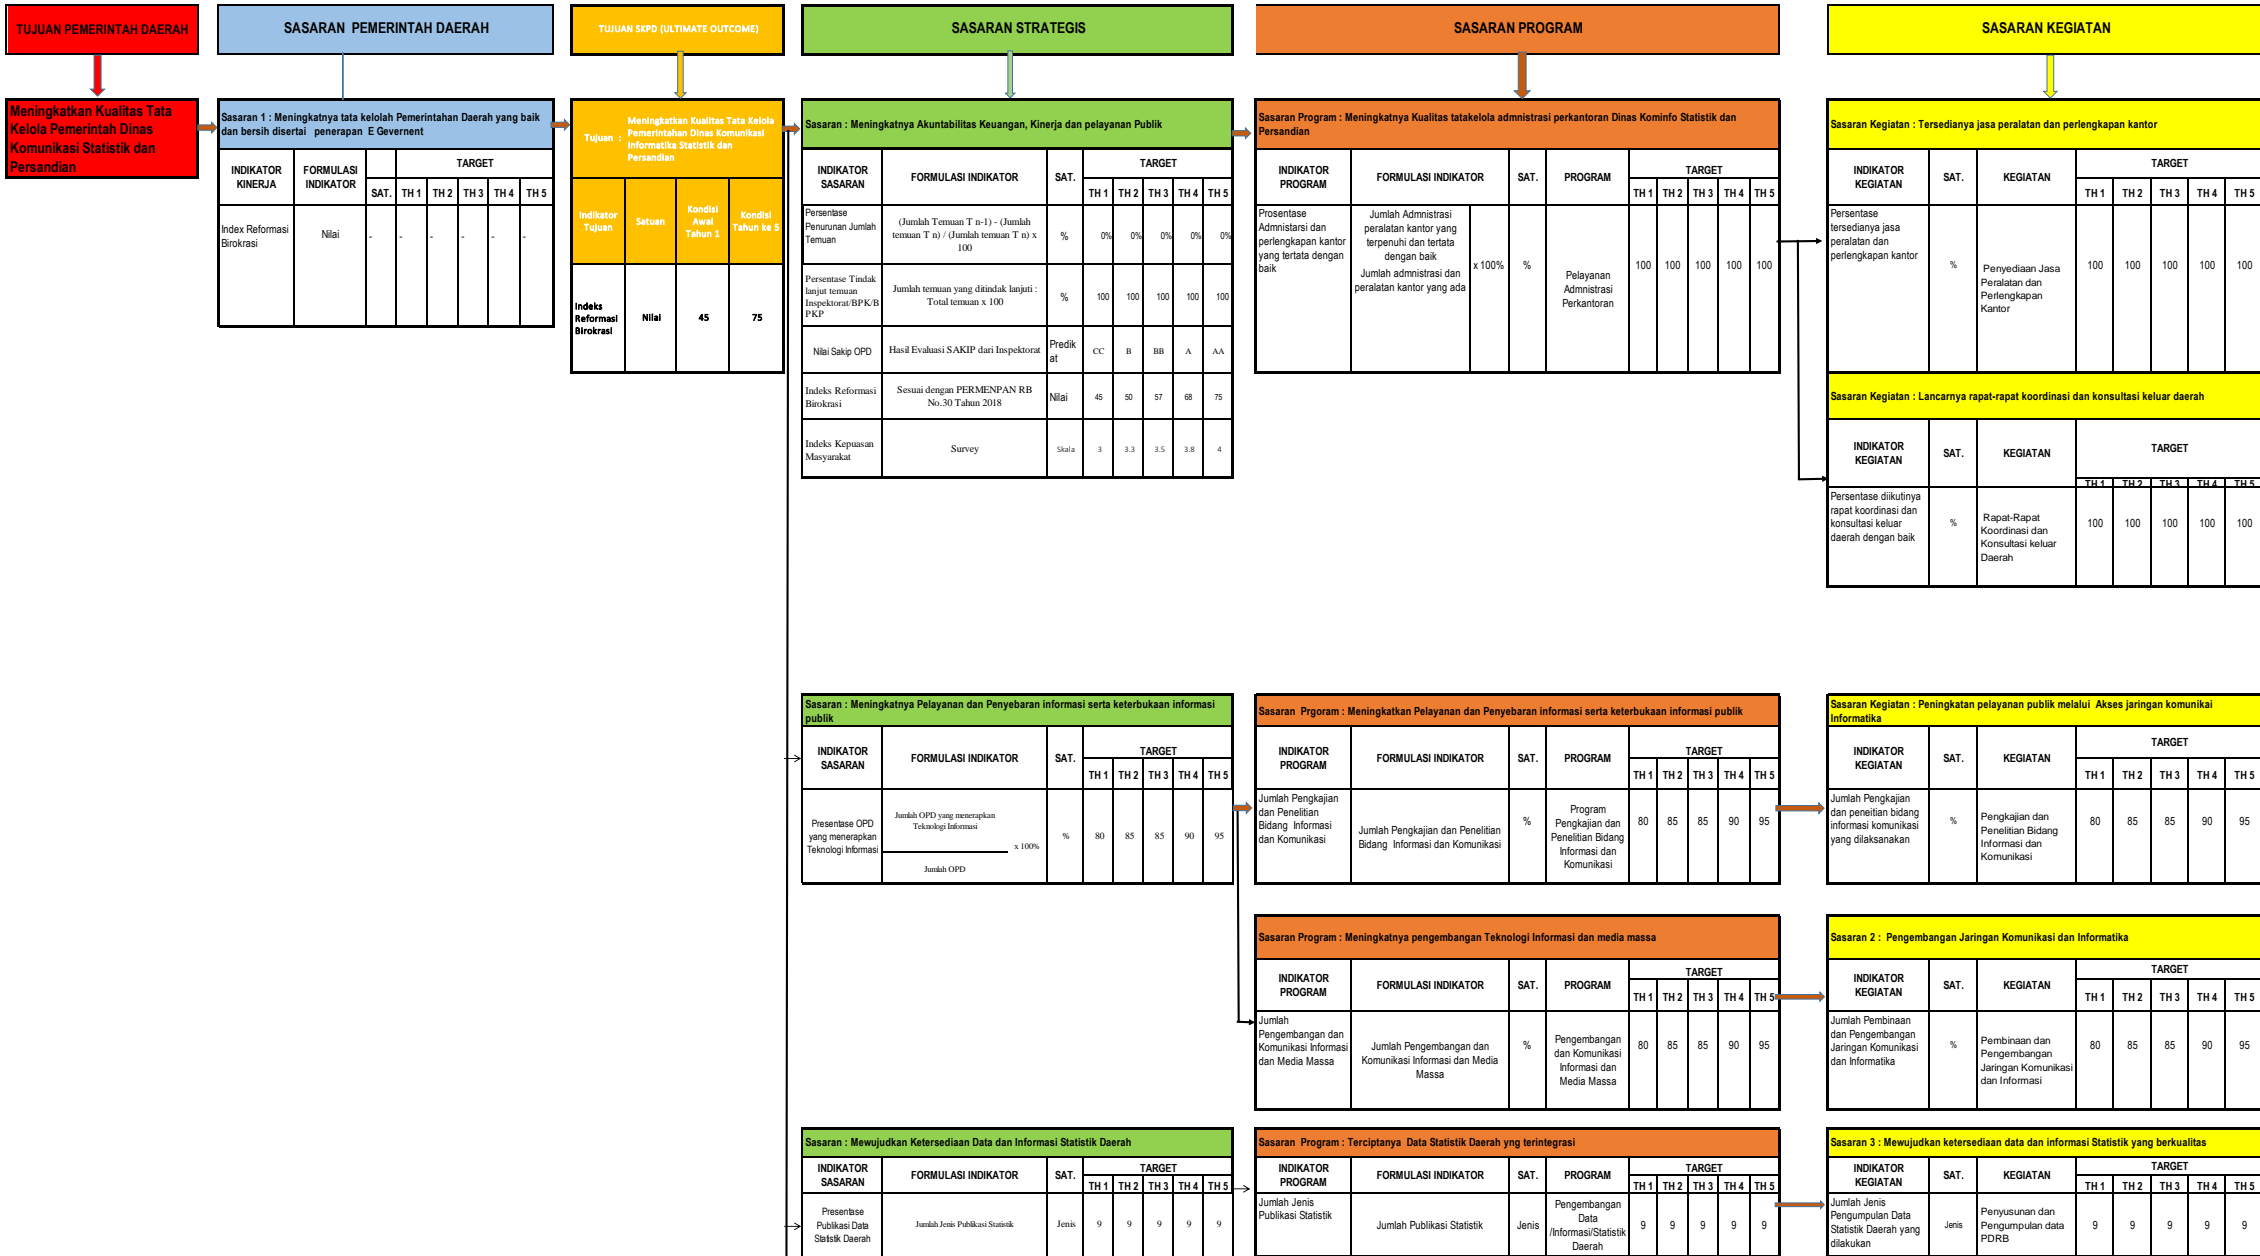 TUJUAN PEMERINTAH DAERAH
SASARAN PEMERINTAH DAERAH
TUJUAN SKPD (ULTIMATE OUTCOME)
SASARAN STRATEGIS
SASARAN PROGRAM
SASARAN KEGIATAN
Meningkatkan Kualitas Tata
Kelola Pemerintah Dinas
Komunikasi Statistik dan
Persandian
Sasaran 1 : Meningkatnya tata kelolah Pemerintahan Daerah yang baik
dan bersih disertai penerapan E Gevernent
INDIKATOR
KINERJA
FORMULASI
INDIKATOR
TARGET
SAT. TH 1 TH 2 TH 3 TH 4 TH 5
Index Reformasi
Birokrasi
Nilai
- - - - - -
Tujuan :
Meningkatkan Kualitas Tata Kelola
Pemerintahan Dinas Komunikasi
Informatika Statistik dan
Persandian
Indikator
Tujuan
Satuan
Kondisi
Awal
Tahun 1
Kondisi
Tahun ke 5
Indeks
Reformasi
Birokrasi
Nilai 45 75
Sasaran : Meningkatnya Akuntabilitas Keuangan, Kinerja dan pelayanan Publik
INDIKATOR
SASARAN
FORMULASI INDIKATOR
SAT.
TARGET
TH 1 TH 2 TH 3 TH 4 TH 5
Persentase
Penurunan Jumlah
Temuan
(Jumlah Temuan T n-1) - (Jumlah
temuan T n) / (Jumlah temuan T n) x
100
% 0% 0% 0% 0% 0%
Persentase Tindak
lanjut temuan
Inspektorat/BPK/B
PKP
Jumlah temuan yang ditindak lanjuti :
Total temuan x 100
% 100 100 100 100 100
Nilai Sakip OPD
Hasil Evaluasi SAKIP dari Inspektorat
Predik
at
CC B BB A AA
Indeks Reformasi
Birokrasi
Sesuai dengan PERMENPAN RB
No.30 Tahun 2018
Nilai 45 50 57 68 75
Indeks Kepuasan
Masyarakat
Survey
Skala 3 3.3 3.5 3.8 4
Sasaran Program : Meningkatnya Kualitas tatakelola admnistrasi perkantoran Dinas Kominfo Statistik dan
Persandian
INDIKATOR
PROGRAM
FORMULASI INDIKATOR
SAT.
PROGRAM
TARGET
TH 1 TH 2 TH 3 TH 4 TH 5
Prosentase
Admnistarsi dan
perlengkapan kantor
yang tertata dengan
baik
Jumlah Admnistrasi
peralatan kantor yang
terpenuhi dan tertata
dengan baik
Jumlah admnistrasi dan
peralatan kantor yang ada
x 100%
%
Pelayanan
Admnistrasi
Perkantoran
100 100 100 100 100
Sasaran Kegiatan : Tersedianya jasa peralatan dan perlengkapan kantor
INDIKATOR
KEGIATAN
SAT.
KEGIATAN
TARGET
TH 1 TH 2 TH 3 TH 4 TH 5
Persentase
tersedianya jasa
peralatan dan
perlengkapan kantor
%
Penyediaan Jasa
Peralatan dan
Perlengkapan
Kantor
100 100 100 100 100
Sasaran Kegiatan : Lancarnya rapat-rapat koordinasi dan konsultasi keluar daerah
INDIKATOR
KEGIATAN
SAT.
KEGIATAN
TARGET
TH 1 TH 2 TH 3 TH 4 TH 5
Persentase diikutinya
rapat koordinasi dan
konsultasi keluar
daerah dengan baik
%
Rapat-Rapat
Koordinasi dan
Konsultasi keluar
Daerah
100 100 100 100 100
Sasaran : Meningkatnya Pelayanan dan Penyebaran informasi serta keterbukaan informasi
publik
INDIKATOR
SASARAN
FORMULASI INDIKATOR
SAT.
TARGET
TH 1 TH 2 TH 3 TH 4 TH 5
Presentase OPD
yang menerapkan
Teknologi Informasi
Jumlah OPD yang menerapkan
Teknologi Informasi
x 100%
Jumlah OPD
% 80 85 85 90 95
Sasaran Prgoram : Meningkatkan Pelayanan dan Penyebaran informasi serta keterbukaan informasi publik
INDIKATOR
PROGRAM
FORMULASI INDIKATOR
SAT.
PROGRAM
TARGET
TH 1 TH 2 TH 3 TH 4 TH 5
Jumlah Pengkajian
dan Penelitian
Bidang Informasi
dan Komunikasi
Jumlah Pengkajian dan Penelitian
Bidang Informasi dan Komunikasi
%
Program
Pengkajian dan
Penelitian Bidang
Informasi dan
Komunikasi
80 85 85 90 95
Sasaran Kegiatan : Peningkatan pelayanan publik melalui Akses jaringan komunikai
Informatika
INDIKATOR
KEGIATAN
SAT.
KEGIATAN
TARGET
TH 1 TH 2 TH 3 TH 4 TH 5
Jumlah Pengkajian
dan peneitian bidang
informasi komunikasi
yang dilaksanakan
%
Pengkajian dan
Penelitian Bidang
Informasi dan
Komunikasi
80 85 85 90 95
Sasaran Program : Meningkatnya pengembangan Teknologi Informasi dan media massa
INDIKATOR
PROGRAM
FORMULASI INDIKATOR
SAT.
PROGRAM
TARGET
TH 1 TH 2 TH 3 TH 4 TH 5
Jumlah
Pengembangan dan
Komunikasi Informasi
dan Media Massa
Jumlah Pengembangan dan
Komunikasi Informasi dan Media
Massa
%
Pengembangan
dan Komunikasi
Informasi dan
Media Massa
80 85 85 90 95
Sasaran 2 : Pengembangan Jaringan Komunikasi dan Informatika
INDIKATOR
KEGIATAN
SAT.
KEGIATAN
TARGET
TH 1 TH 2 TH 3 TH 4 TH 5
Jumlah Pembinaan
dan Pengembangan
Jaringan Komunikasi
dan Informatika
%
Pembinaan dan
Pengembangan
Jaringan Komunikasi
dan Informasi
80 85 85 90 95
Sasaran : Mewujudkan Ketersediaan Data dan Informasi Statistik Daerah
INDIKATOR
SASARAN
FORMULASI INDIKATOR
SAT.
TARGET
TH 1 TH 2 TH 3 TH 4 TH 5
Presentase
Publikasi Data
Statistik Daerah
Jumlah Jenis Publikasi Statistik
Jenis 9 9 9 9 9
Sasaran Program : Terciptanya Data Statistik Daerah yng terintegrasi
INDIKATOR
PROGRAM
FORMULASI INDIKATOR
SAT.
PROGRAM
TARGET
TH 1 TH 2 TH 3 TH 4 TH 5
Jumlah Jenis
Publikasi Statistik
Jumlah Publikasi Statistik
Jenis
Pengembangan
Data
/Informasi/Statistik
Daerah
9 9 9 9 9
Sasaran 3 : Mewujudkan ketersediaan data dan informasi Statistik yang berkualitas
INDIKATOR
KEGIATAN
SAT.
KEGIATAN
TARGET
TH 1 TH 2 TH 3 TH 4 TH 5
Jumlah Jenis
Pengumpulan Data
Statistik Daerah yang
dilakukan
Jenis
Penyusunan dan
Pengumpulan data
PDRB
9 9 9 9 9